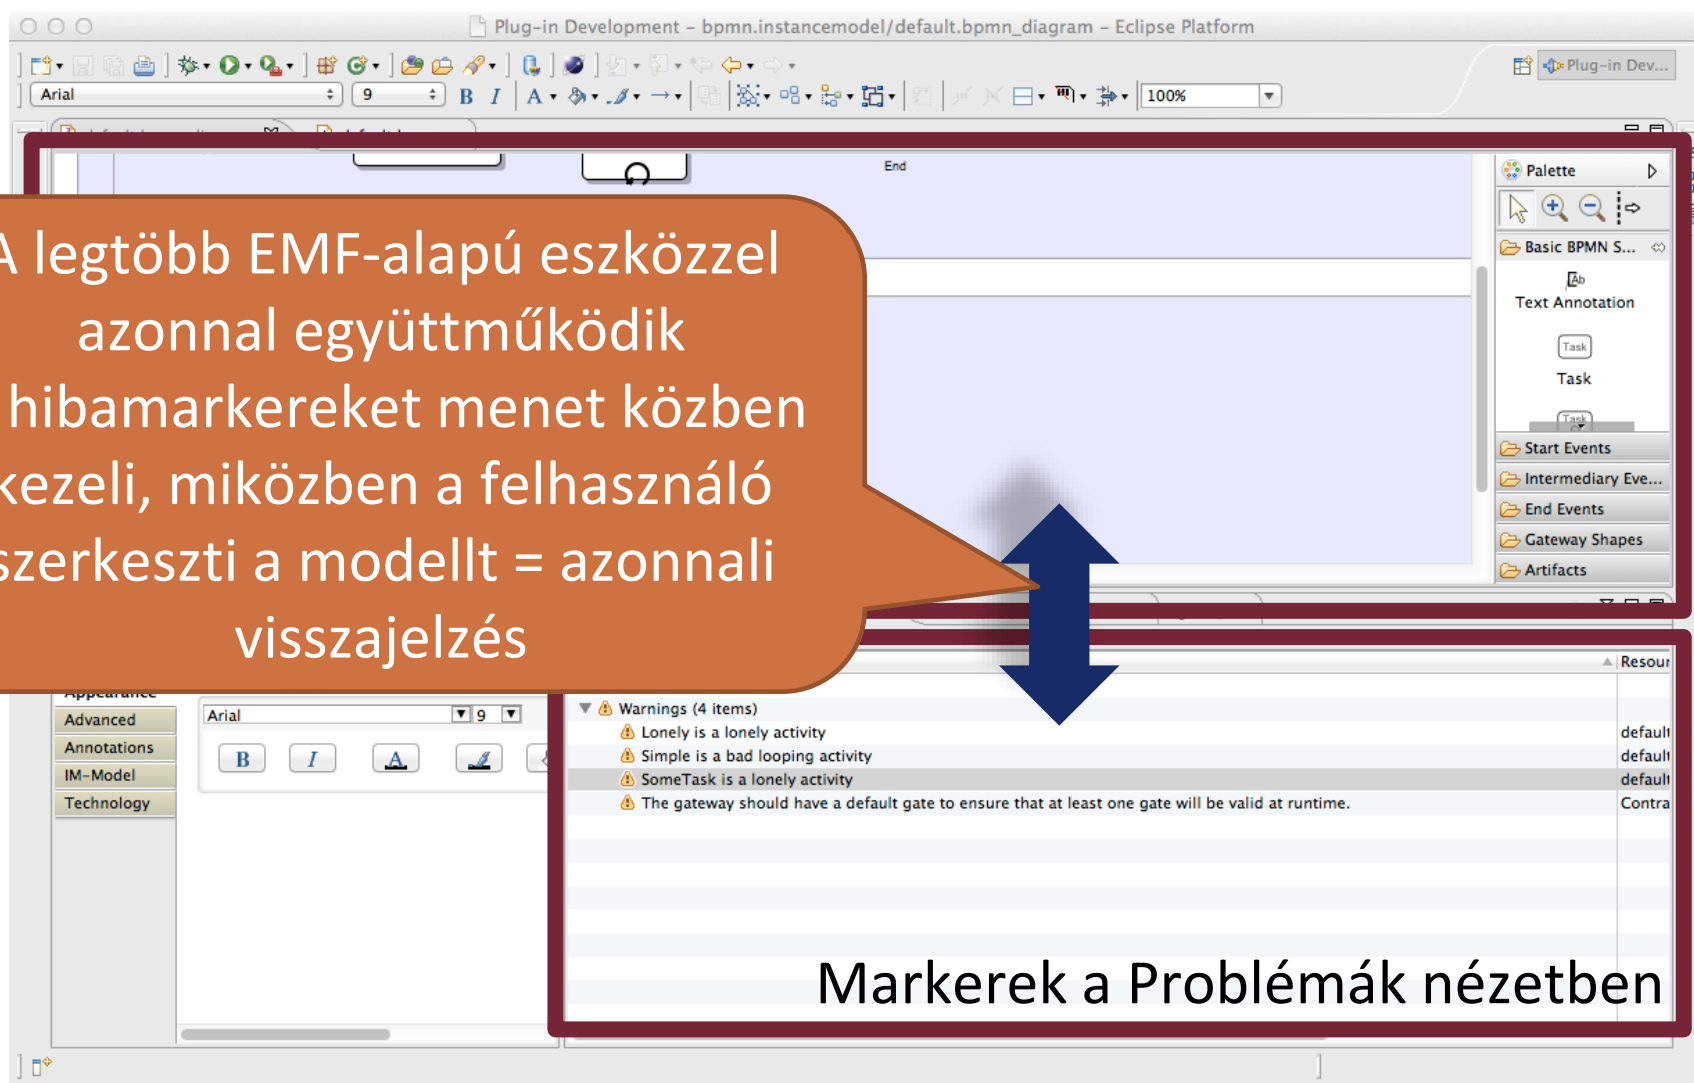 Plug-in Development – bpmn.instancemodel/default.bpmn_diagram – Eclipse Platform
Plug-in Dev...
Arial
9
B I A
100%
End
Palette
Basic BPMN S...
Ab
Text Annotation
Task
Task
Task
Start Events
Intermediary Eve...
End Events
Gateway Shapes
Artifacts
A legtöbb EMF-alapú eszközzel
azonnal együttműködik
hibamarkereket menet közben
kezeli, miközben a felhasználó
szerkeszti a modellt = azonnali
visszajelzés
Appearance
Advanced
Annotations
IM-Model
Technology
Arial
9
B I A
Resour
Warnings (4 items)
Lonely is a lonely activity
default
Simple is a bad looping activity
default
SomeTask is a lonely activity
default
The gateway should have a default gate to ensure that at least one gate will be valid at runtime.
Contra
Markerek a Problémák nézetben